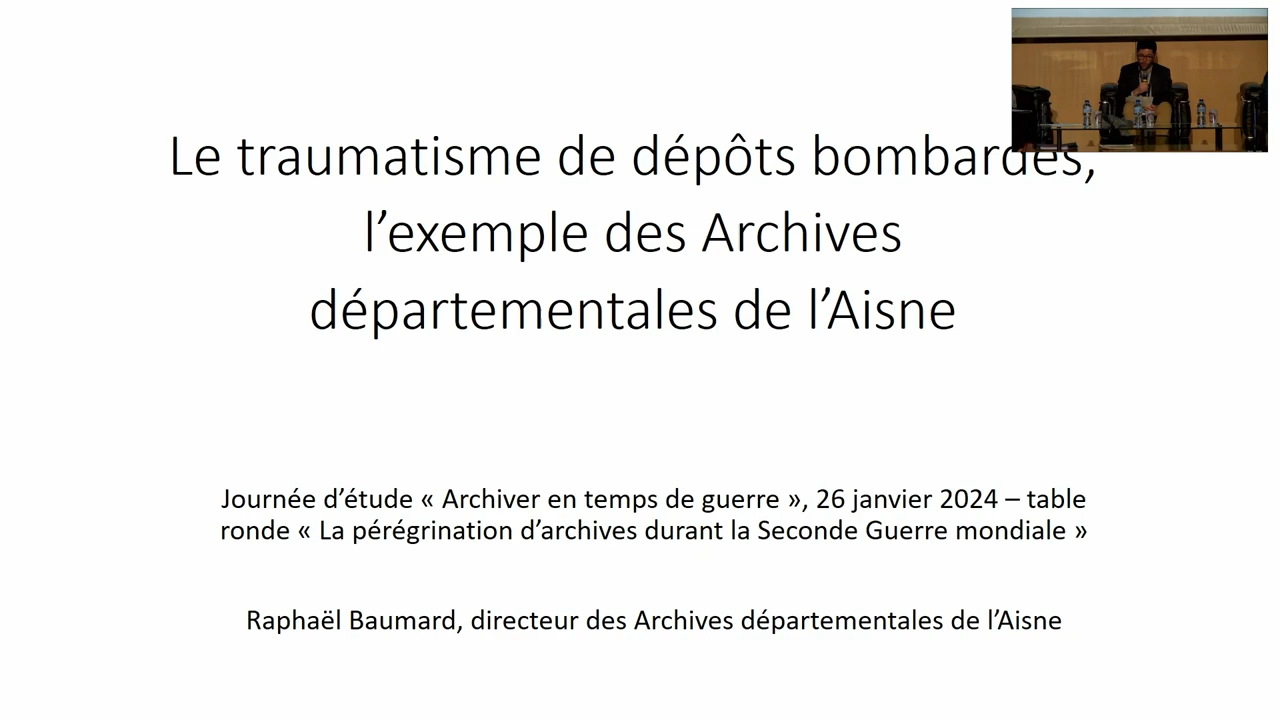 Le traumatisme de dépôts bombardés,
l’exemple des Archives
départementales de l’Aisne
Journée d’étude « Archiver en temps de guerre », 26 janvier 2024 – table
ronde « La pérégrination d’archives durant la Seconde Guerre mondiale »
Raphaël Baumard, directeur des Archives départementales de l’Aisne